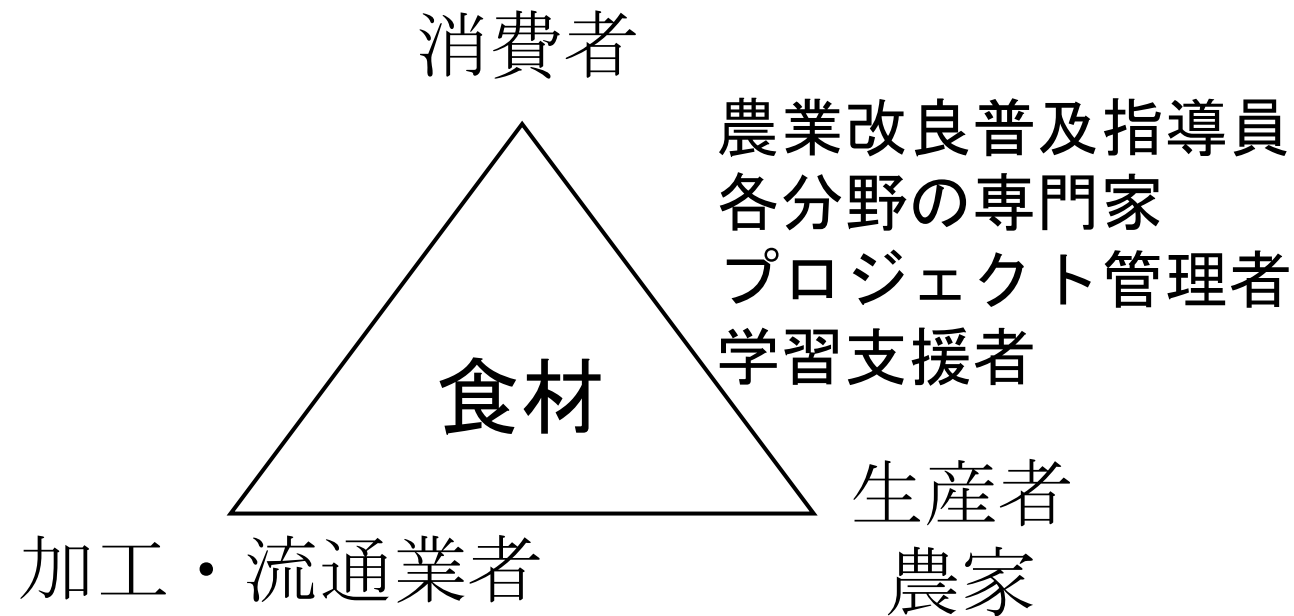 消費者
農業改良普及指導員
各分野の専門家
プロジェクト管理者
学習支援者
食材
生産者
農家
加工・流通業者